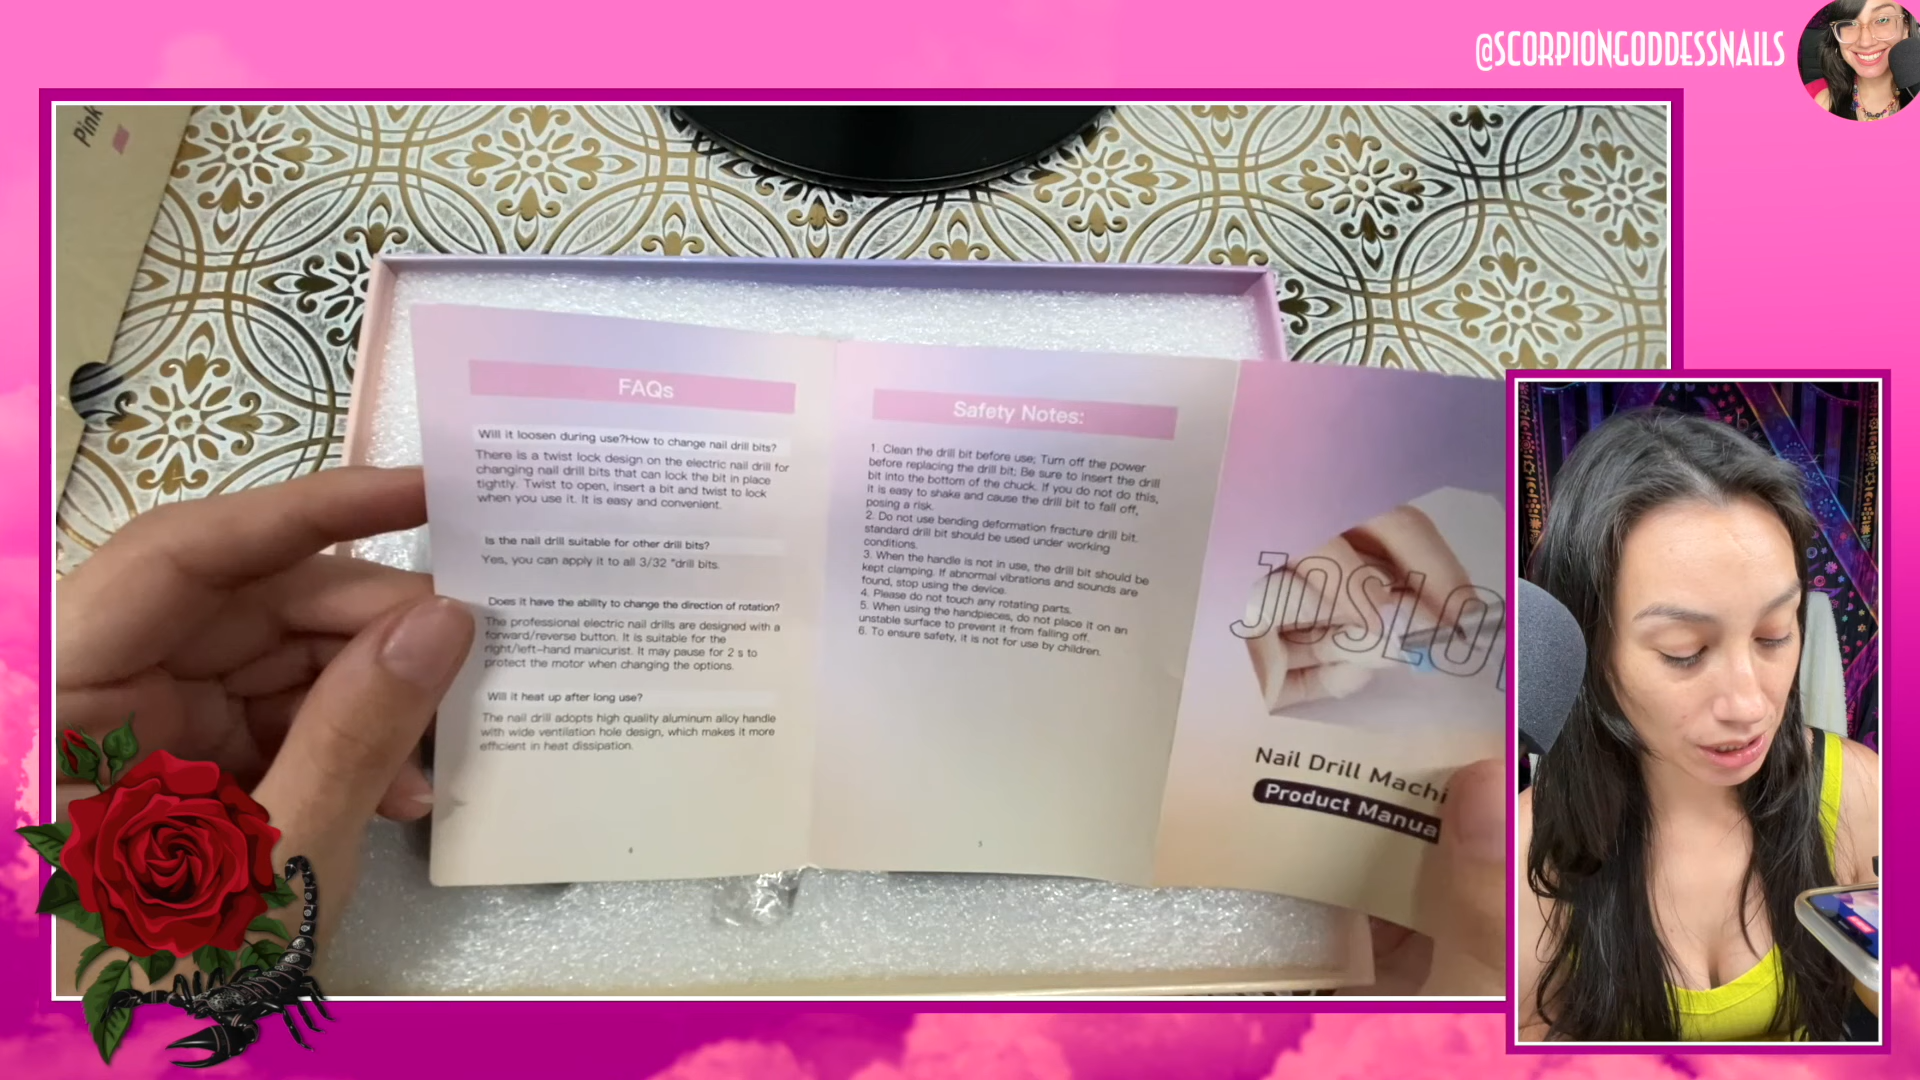 @SCORPIONGODDESSNAILS
Pink
FAQs
Will it loosen during use?How to change nail drill bits?
There is a twist lock design on the electric nail drill for
changing nail drill bits that can lock the bit in place
tightly. Twist to open, insert a bit and twist to lock
when you use it. It is easy and convenient.
Is the nail drill suitable for other drill bits?
Yes, you can apply it to all 3/32 "drill bits.
Does it have the ability to change the direction of rotation?
The professional electric nail drills are designed with a
forward/reverse button. It is suitable for the
right/left-hand manicurist. It may pause for 2 s to
protect the motor when changing the options.
Will it heat up after long use?
The nail drill adopts high quality aluminum alloy handle
with wide ventilation hole design, which makes it more
efficient in heat dissipation.
Safety Notes:
1. Clean the drill bit before use; Turn off the power
before replacing the drill bit; Be sure to insert the drill
bit into the bottom of the chuck. If you do not do this,
it is easy to shake and cause the drill bit to fall off,
posing a risk.
2. Do not use bending deformation fracture drill bit.
standard drill bit should be used under working
conditions.
3. When the handle is not in use, the drill bit should be
kept clamping. If abnormal vibrations and sounds are
found, stop using the device.
4. Please do not touch any rotating parts.
5. When using the handpieces, do not place it on an
unstable surface to prevent it from falling off.
6. To ensure safety, it is not for use by children.
5
JOSLO
Nail Drill Machi
Product Manua